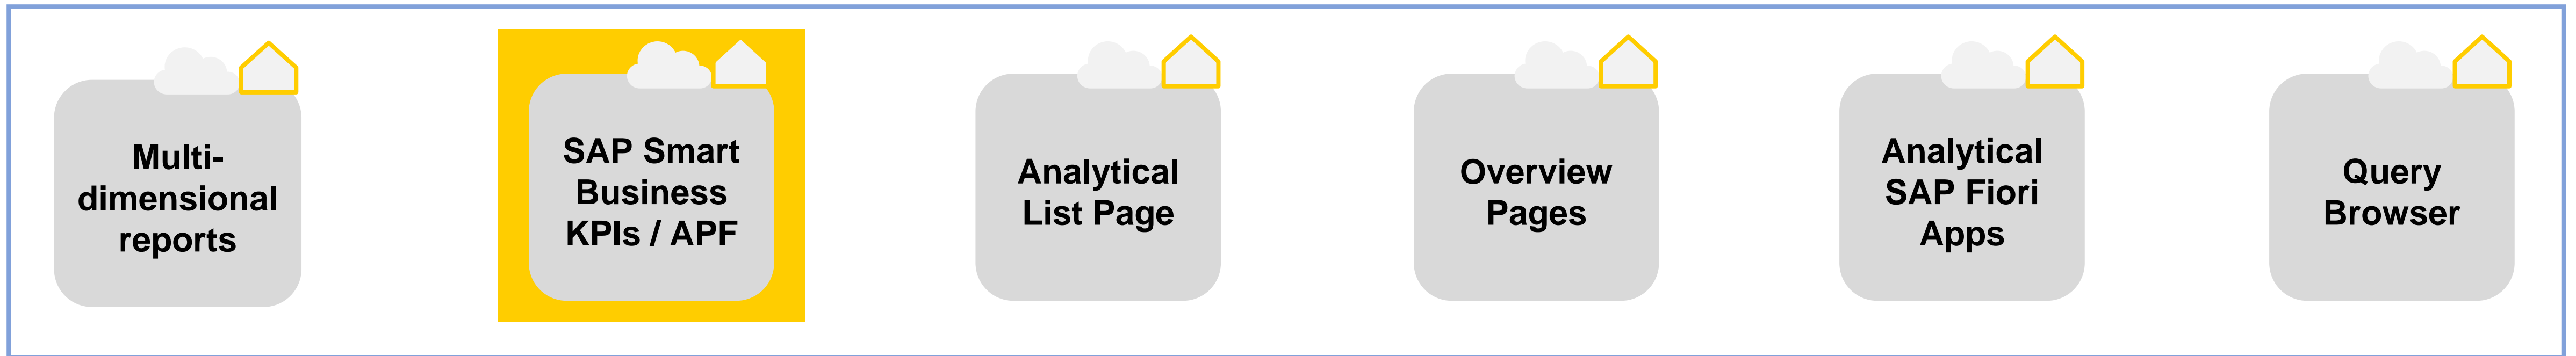 Multi-
dimensional
reports
SAP Smart
Business
KPIs / APF
Analytical
List Page
Overview
Pages
Analytical
SAP Fiori
Apps
Query
Browser